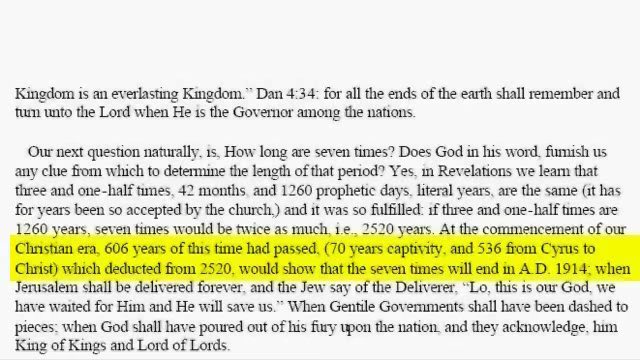 Kingdom is an everlasting Kingdom.” Dan 4:34: for all the ends of the earth shall remember and
turn unto the Lord when He is the Governor among the nations.
Our next question naturally, is, How long are seven times? Does God in his word, furnish us
any clue from which to determine the length of that period? Yes, in Revelations we learn that
three and one-half times, 42 months, and 1260 prophetic days, literal years, are the same (it has
for years been so accepted by the church,) and it was so fulfilled: if three and one-half times are
1260 years, seven times would be twice as much, i.e., 2520 years. At the commencement of our
Christian era, 606 years of this time had passed, (70 years captivity, and 536 from Cyrus to
Christ) which deducted from 2520, would show that the seven times will end in A.D. 1914; when
Jerusalem shall be delivered forever, and the Jew say of the Deliverer, “Lo, this is our God, we
have waited for Him and He will save us.” When Gentile Governments shall have been dashed to
pieces; when God shall have poured out of his fury upon the nation, and they acknowledge, him
King of Kings and Lord of Lords.